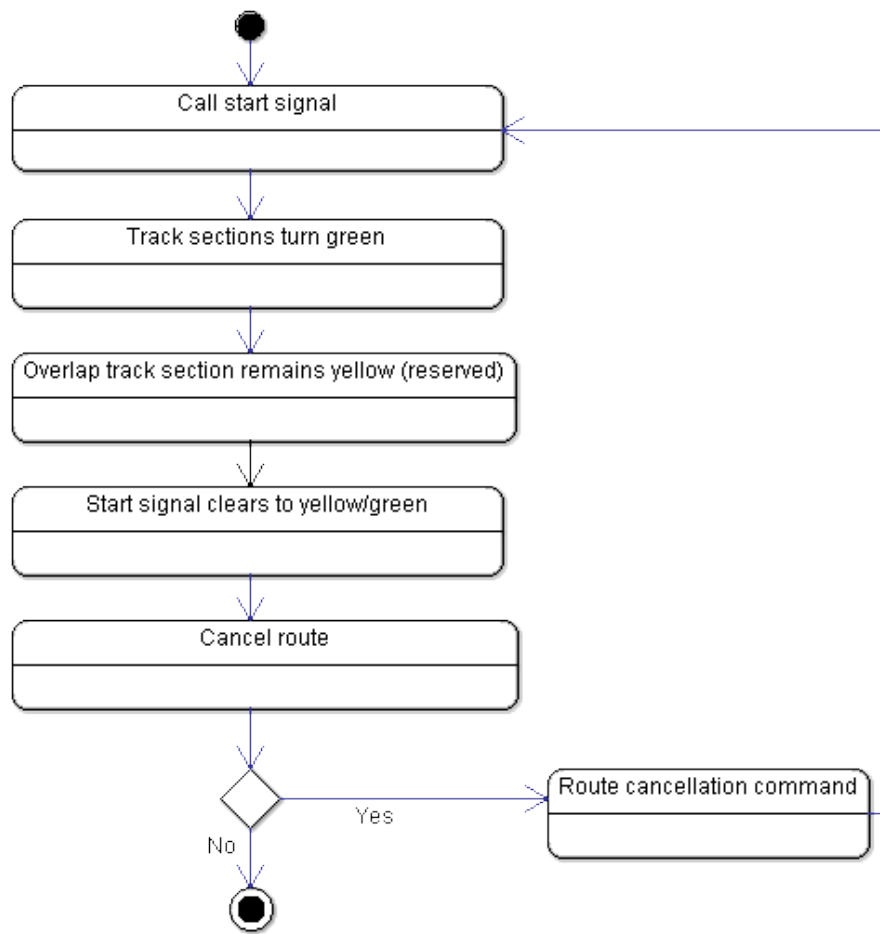 Call start signal
Track sections turn green
Overlap track section remains yellow (reserved)
Start signal clears to yellow/green
Cancel route
Route cancellation command
Yes
No